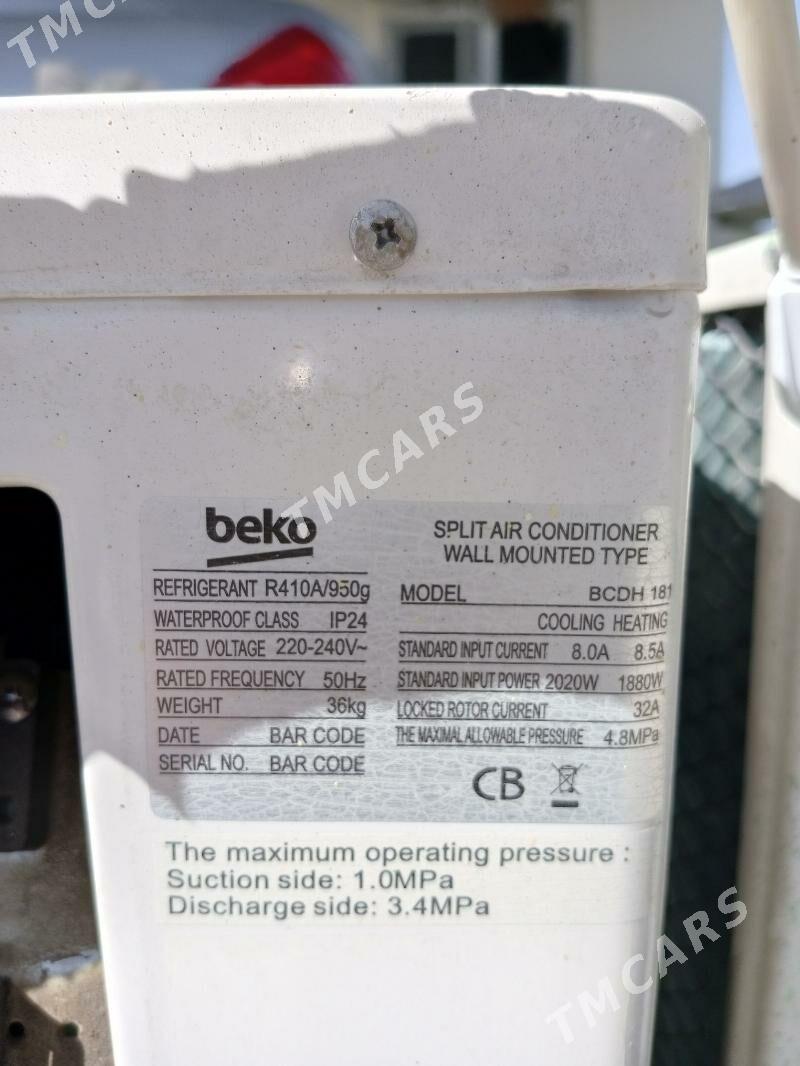 TMCARS
TMCARS
beko
SPLIT AIR CONDITIONER
WALL MOUNTED TYPE
REFRIGERANT R410A/950g
WATERPROOF CLASS IP24
RATED VOLTAGE 220-240V~
RATED FREQUENCY 50Hz
WEIGHT 36kg
DATE BAR CODE
SERIAL NO. BAR CODE
MODEL BCDH 181
COOLING HEATING
STANDARD INPUT CURRENT 8.0A 8.5A
STANDARD INPUT POWER 2020W 1880W
LOCKED ROTOR CURRENT 32A
THE MAXIMAL ALLOWABLE PRESSURE 4.8MPa
CB
The maximum operating pressure :
Suction side: 1.0MPa
Discharge side: 3.4MPa
TMCARS